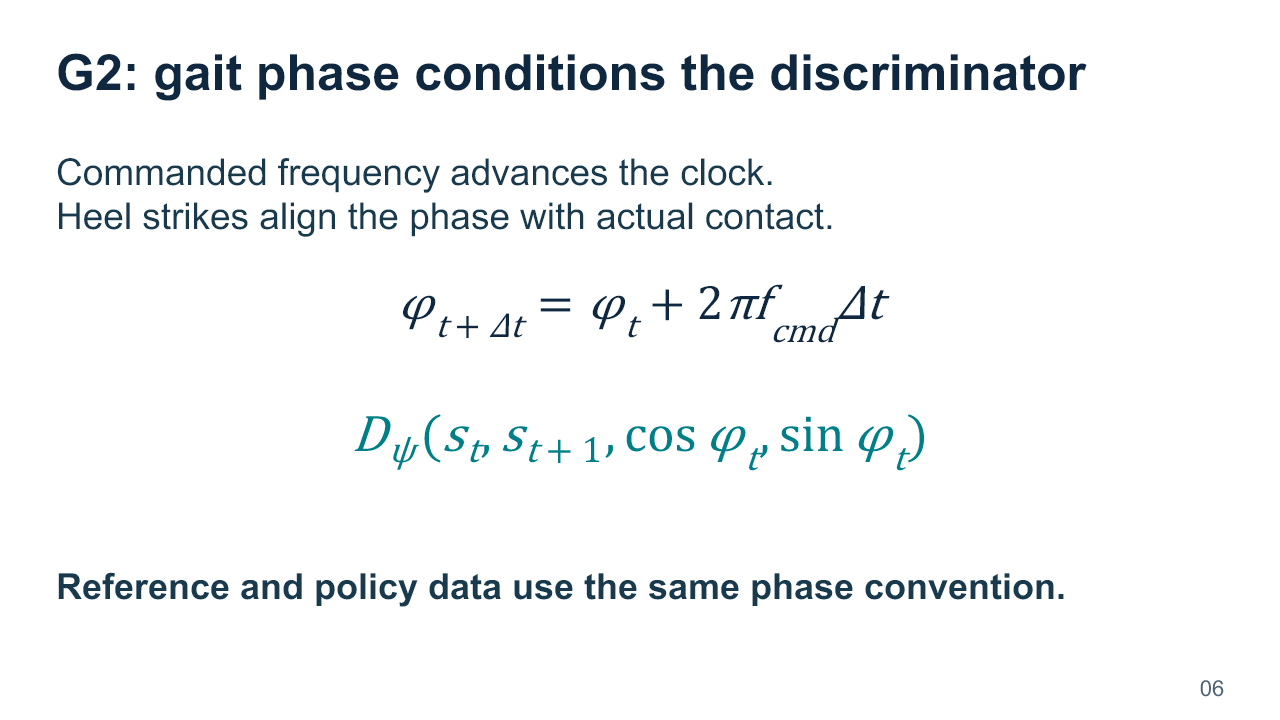 G2: gait phase conditions the discriminator
Commanded frequency advances the clock.
Heel strikes align the phase with actual contact.
φ_{t + Δt} = φ_t + 2πf_{cmd}Δt
D_ψ(s_t, s_{t + 1}, cos φ_t, sin φ_t)
Reference and policy data use the same phase convention.
06